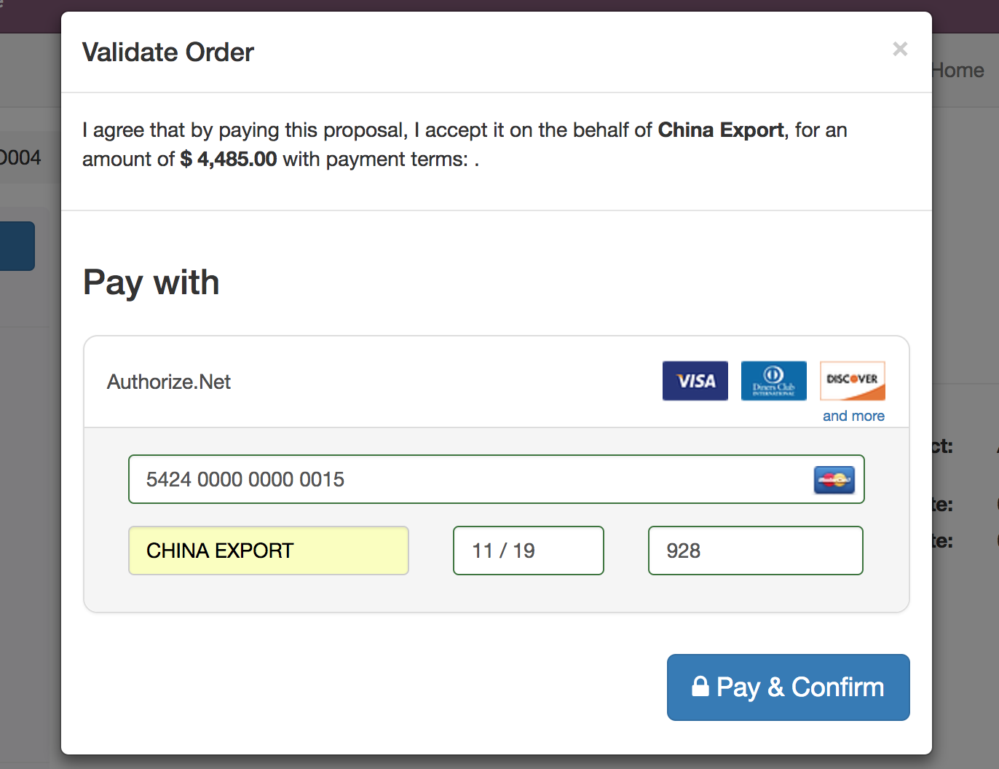 Validate Order
×
Home
I agree that by paying this proposal, I accept it on the behalf of China Export, for an
amount of $ 4,485.00 with payment terms: .
O004
Pay with
Authorize.Net
VISA
Diners Club
INTERNATIONAL
DISCOVER
and more
ct:
5424 0000 0000 0015
te:
CHINA EXPORT
11 / 19
928
te:
Pay & Confirm